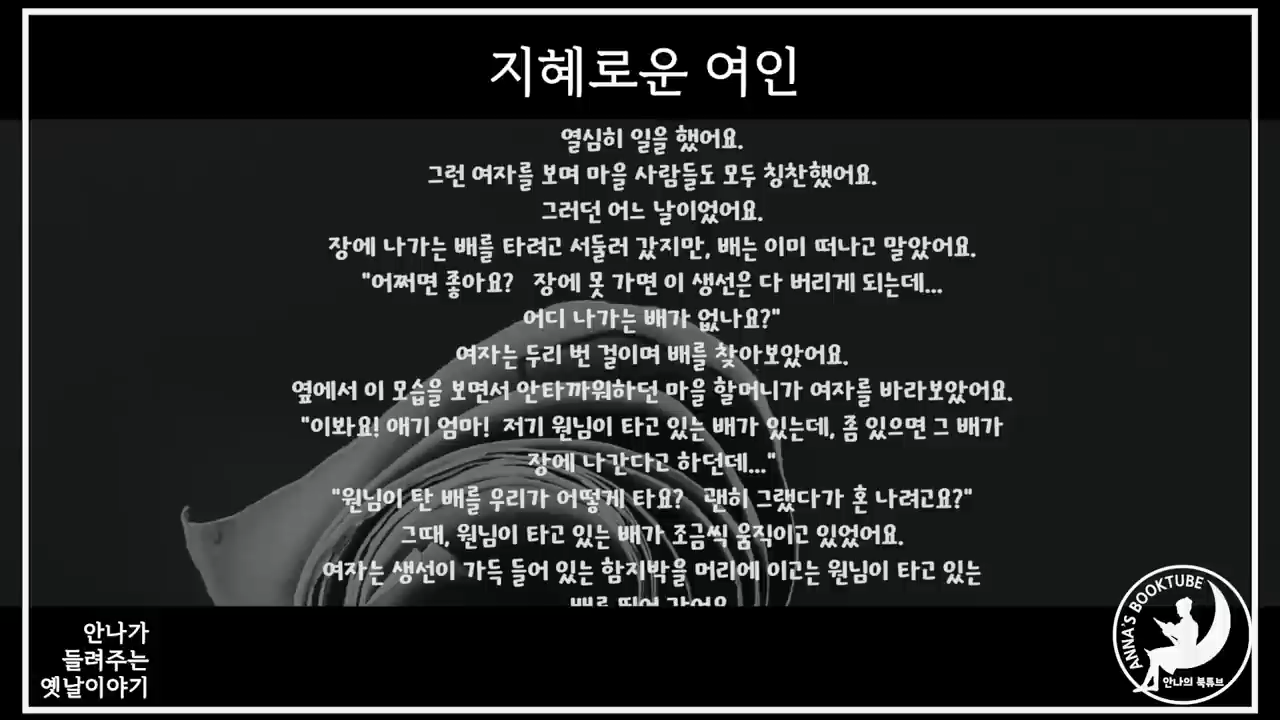 지혜로운 여인
열심히 일을 했어요.
그런 여자를 보며 마을 사람들도 모두 칭찬했어요.
그러던 어느 날이었어요.
장에 나가는 배를 타려고 서둘러 갔지만, 배는 이미 떠나고 말았어요.
"어쩌면 좋아요? 장에 못 가면 이 생선은 다 버리게 되는데...
어디 나가는 배가 없나요?"
여자는 두리 번 걸이며 배를 찾아보았어요.
옆에서 이 모습을 보면서 안타까워하던 마을 할머니가 여자를 바라보았어요.
"이봐요! 애기 엄마! 저기 원님이 타고 있는 배가 있는데, 좀 있으면 그 배가
장에 나간다고 하던데..."
"원님이 탄 배를 우리가 어떻게 타요? 괜히 그랬다가 혼 나려고요?"
그때, 원님이 타고 있는 배가 조금씩 움직이고 있었어요.
여자는 생선이 가득 들어 있는 함지박을 머리에 이고는 원님이 타고 있는
안나가
들려주는
옛날이야기
ANNA'S BOOKTUBE
안나의 북튜브